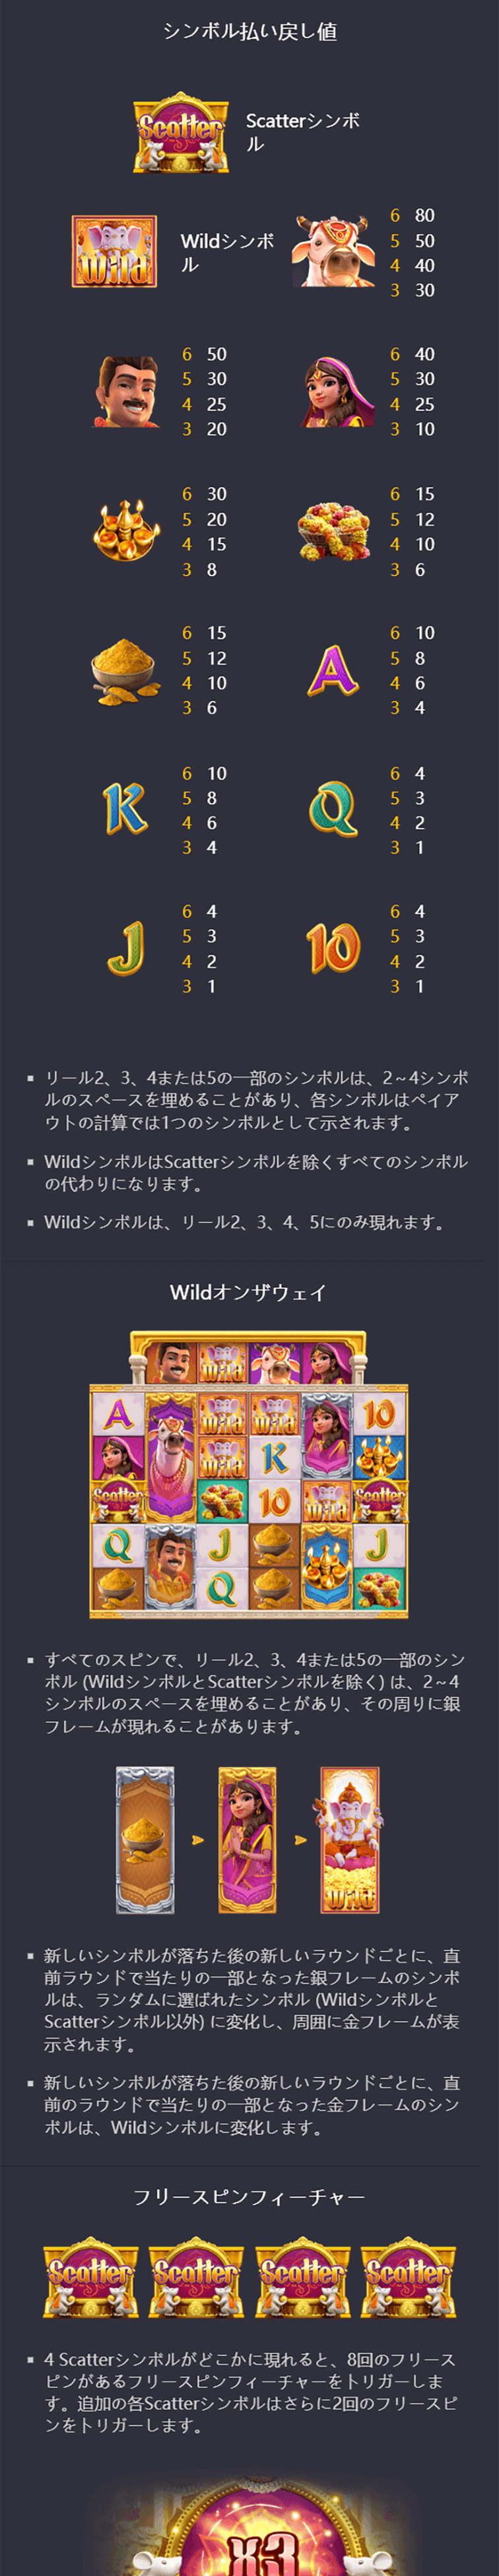 シンボル払い戻し値
Scatter
Scatterシンボ
ル
Wild
Wildシンボ
ル
6 80
5 50
4 40
3 30
6 50
5 30
4 25
3 20
6 40
5 30
4 25
3 10
6 30
5 20
4 15
3 8
6 15
5 12
4 10
3 6
6 15
5 12
4 10
3 6
A
6 10
5 8
4 6
3 4
K
6 10
5 8
4 6
3 4
Q
6 4
5 3
4 2
3 1
J
6 4
5 3
4 2
3 1
10
6 4
5 3
4 2
3 1
▪ リール2、3、4または5の一部のシンボルは、2～4シンボ
ルのスペースを埋めることがあり、各シンボルはペイア
ウトの計算では1つのシンボルとして示されます。
▪ WildシンボルはScatterシンボルを除くすべてのシンボル
の代わりになります。
▪ Wildシンボルは、リール2、3、4、5にのみ現れます。
Wildオンザウェイ
Wild
A Wild Wild 10
Wild K
Scatter 10 Wild Scatter
Q J J
Q
▪ すべてのスピンで、リール2、3、4または5の一部のシン
ボル (WildシンボルとScatterシンボルを除く) は、2～4
シンボルのスペースを埋めることがあり、その周りに銀
フレームが現れることがあります。
Wild
▪ 新しいシンボルが落ちた後の新しいラウンドごとに、直
前ラウンドで当たりの一部となった銀フレームのシンボ
ルは、ランダムに選ばれたシンボル (Wildシンボルと
Scatterシンボル以外) に変化し、周囲に金フレームが表
示されます。
▪ 新しいシンボルが落ちた後の新しいラウンドごとに、直
前のラウンドで当たりの一部となった金フレームのシン
ボルは、Wildシンボルに変化します。
フリースピンフィーチャー
Scatter Scatter Scatter Scatter
▪ 4 Scatterシンボルがどこかに現れると、8回のフリース
ピンがあるフリースピンフィーチャーをトリガーしま
す。追加の各Scatterシンボルはさらに2回のフリースピ
ンをトリガーします。
x3